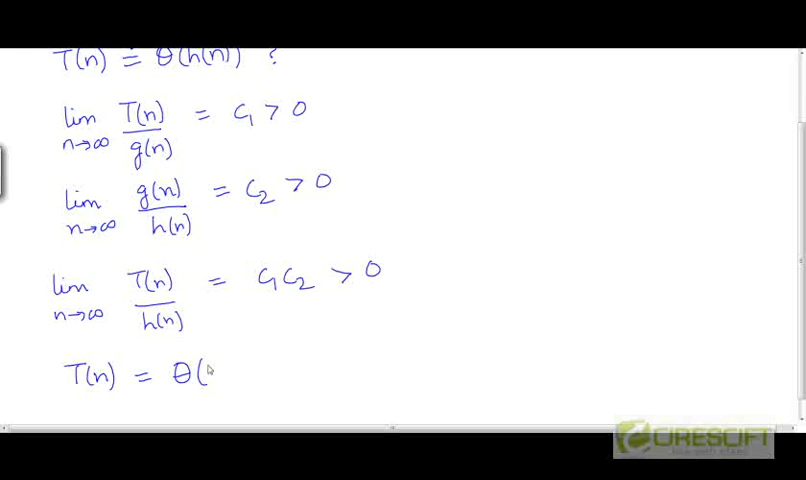 T(n) = Θ(h(n)) ?
lim n→∞ T(n)/g(n) = C₁ > 0
lim n→∞ g(n)/h(n) = C₂ > 0
lim n→∞ T(n)/h(n) = C₁C₂ > 0
T(n) = Θ(